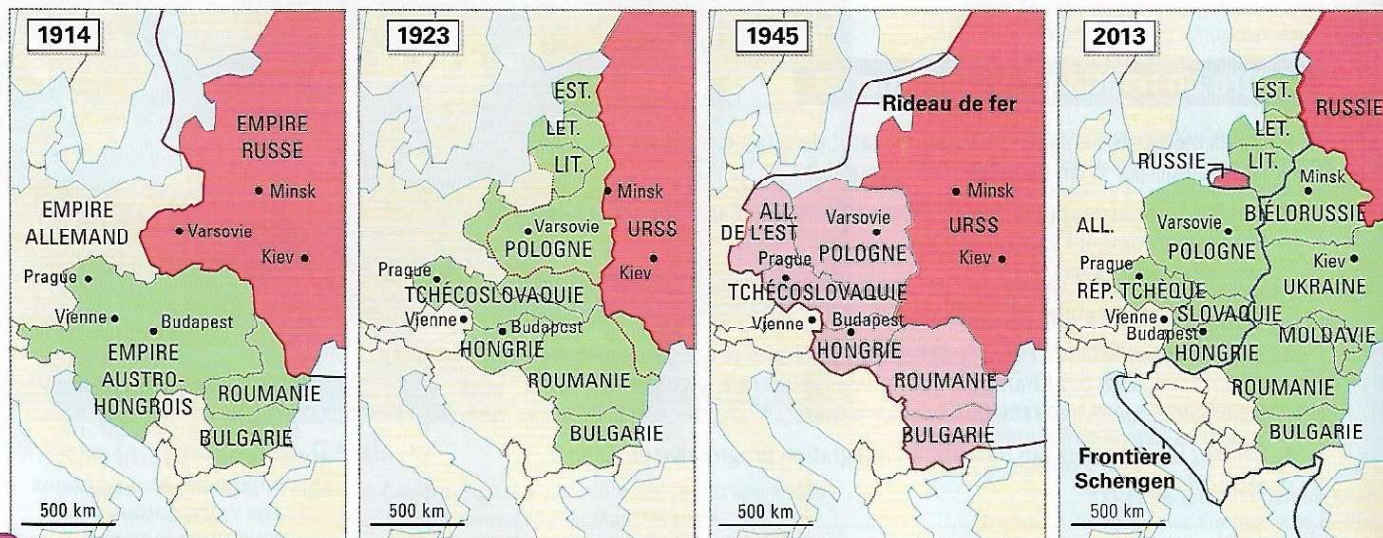 1914
EMPIRE
RUSSE
Minsk
EMPIRE
ALLEMAND
Varsovie
Kiev
Prague
Vienne
Budapest
EMPIRE
AUSTRO-
HONGROIS
ROUMANIE
BULGARIE
500 km
1923
EST.
LET.
LIT.
Minsk
Varsovie
POLOGNE
URSS
Kiev
Prague
TCHÉCOSLOVAQUIE
Vienne
Budapest
HONGRIE
ROUMANIE
BULGARIE
500 km
1945
Rideau de fer
Minsk
ALL.
DE L'EST
Varsovie
POLOGNE
URSS
Kiev
Prague
TCHÉCOSLOVAQUIE
Vienne
Budapest
HONGRIE
ROUMANIE
BULGARIE
500 km
2013
EST.
RUSSIE
LET.
LIT.
RUSSIE
Minsk
BIÉLORUSSIE
ALL.
Varsovie
POLOGNE
Prague
Kiev
RÉP. TCHÈQUE
UKRAINE
SLOVAQUIE
Vienne
Budapest
MOLDAVIE
HONGRIE
ROUMANIE
BULGARIE
Frontière
Schengen
500 km